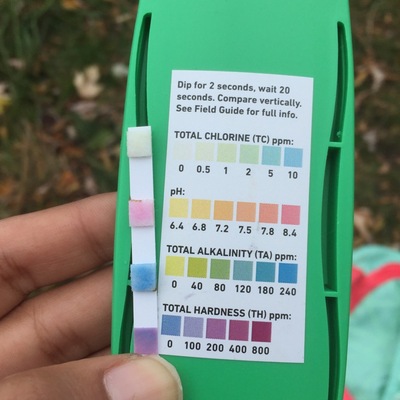 Dip for 2 seconds, wait 20
seconds. Compare vertically.
See Field Guide for full info.
TOTAL CHLORINE (TC) ppm:
0 0.5 1 2 5 10
pH:
6.4 6.8 7.2 7.5 7.8 8.4
TOTAL ALKALINITY (TA) ppm:
0 40 80 120 180 240
TOTAL HARDNESS (TH) ppm:
0 100 200 400 800